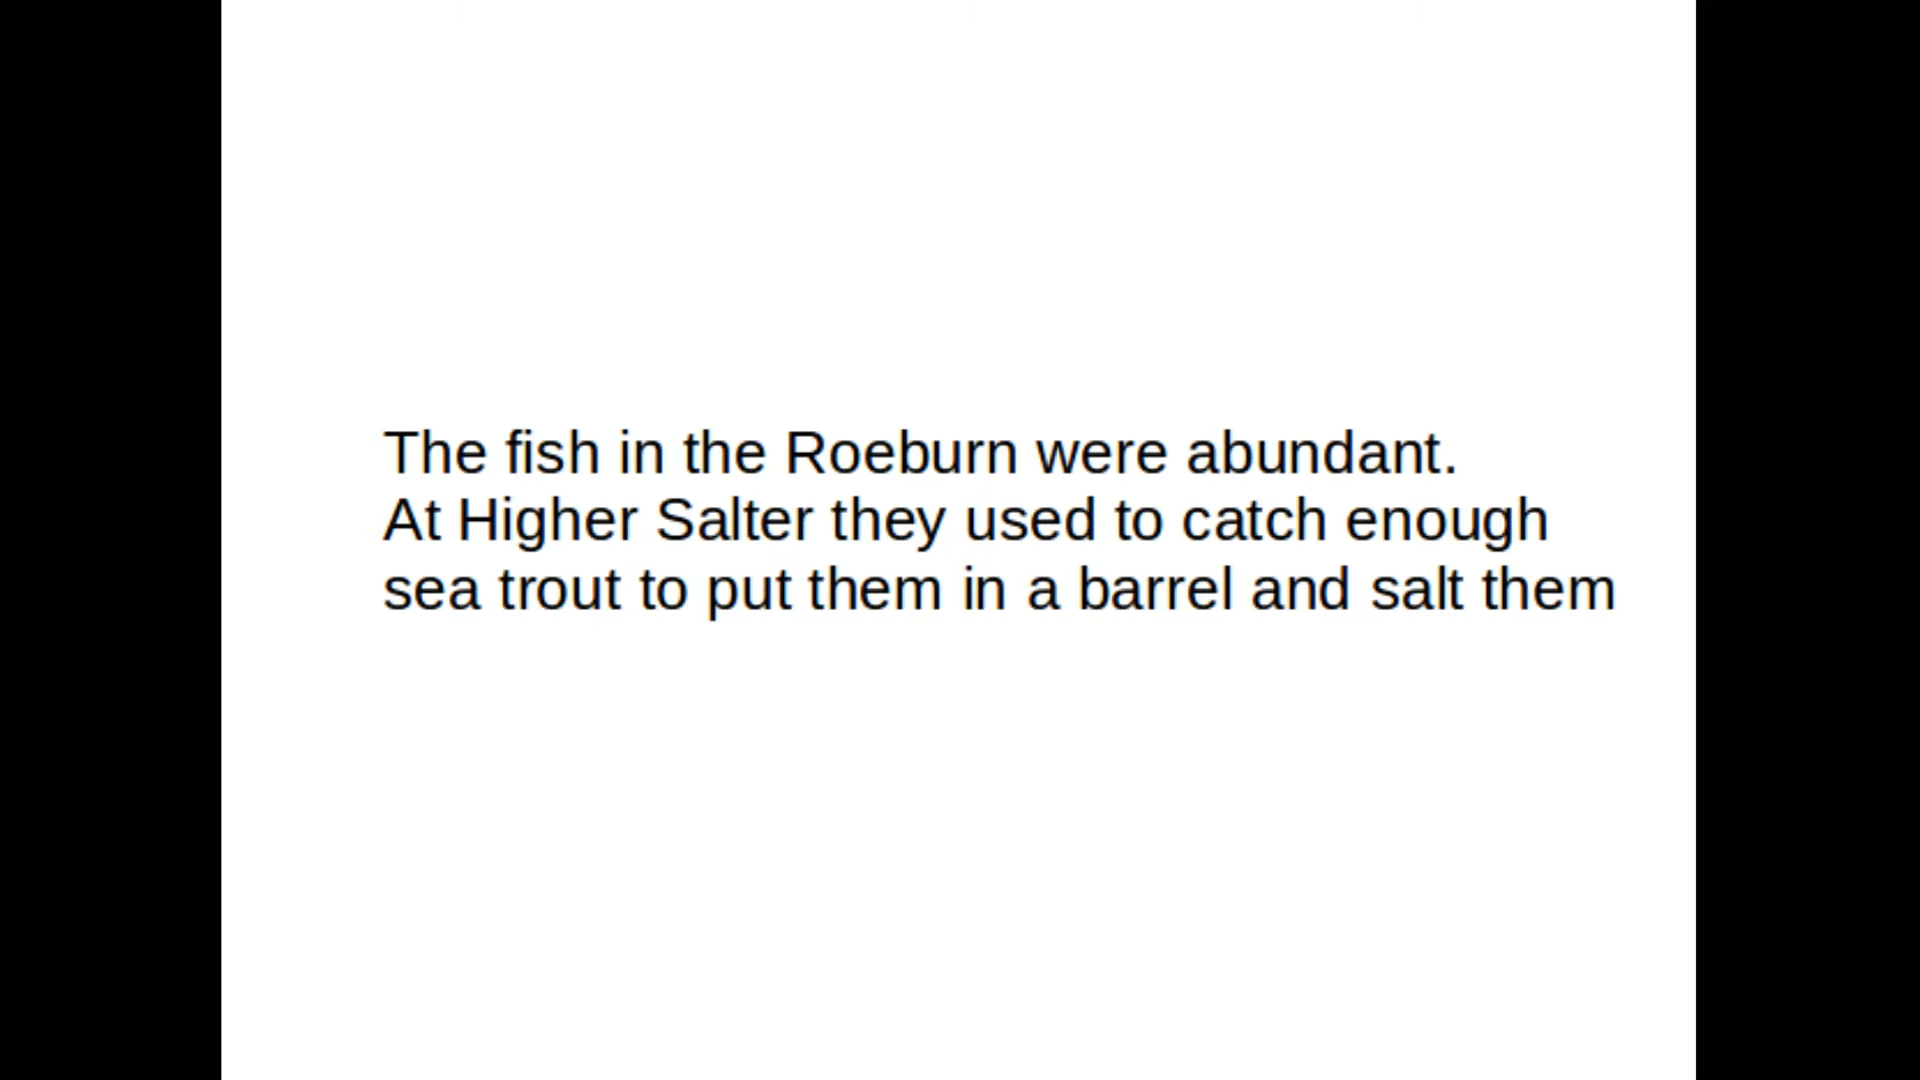 The fish in the Roeburn were abundant.
At Higher Salter they used to catch enough
sea trout to put them in a barrel and salt them